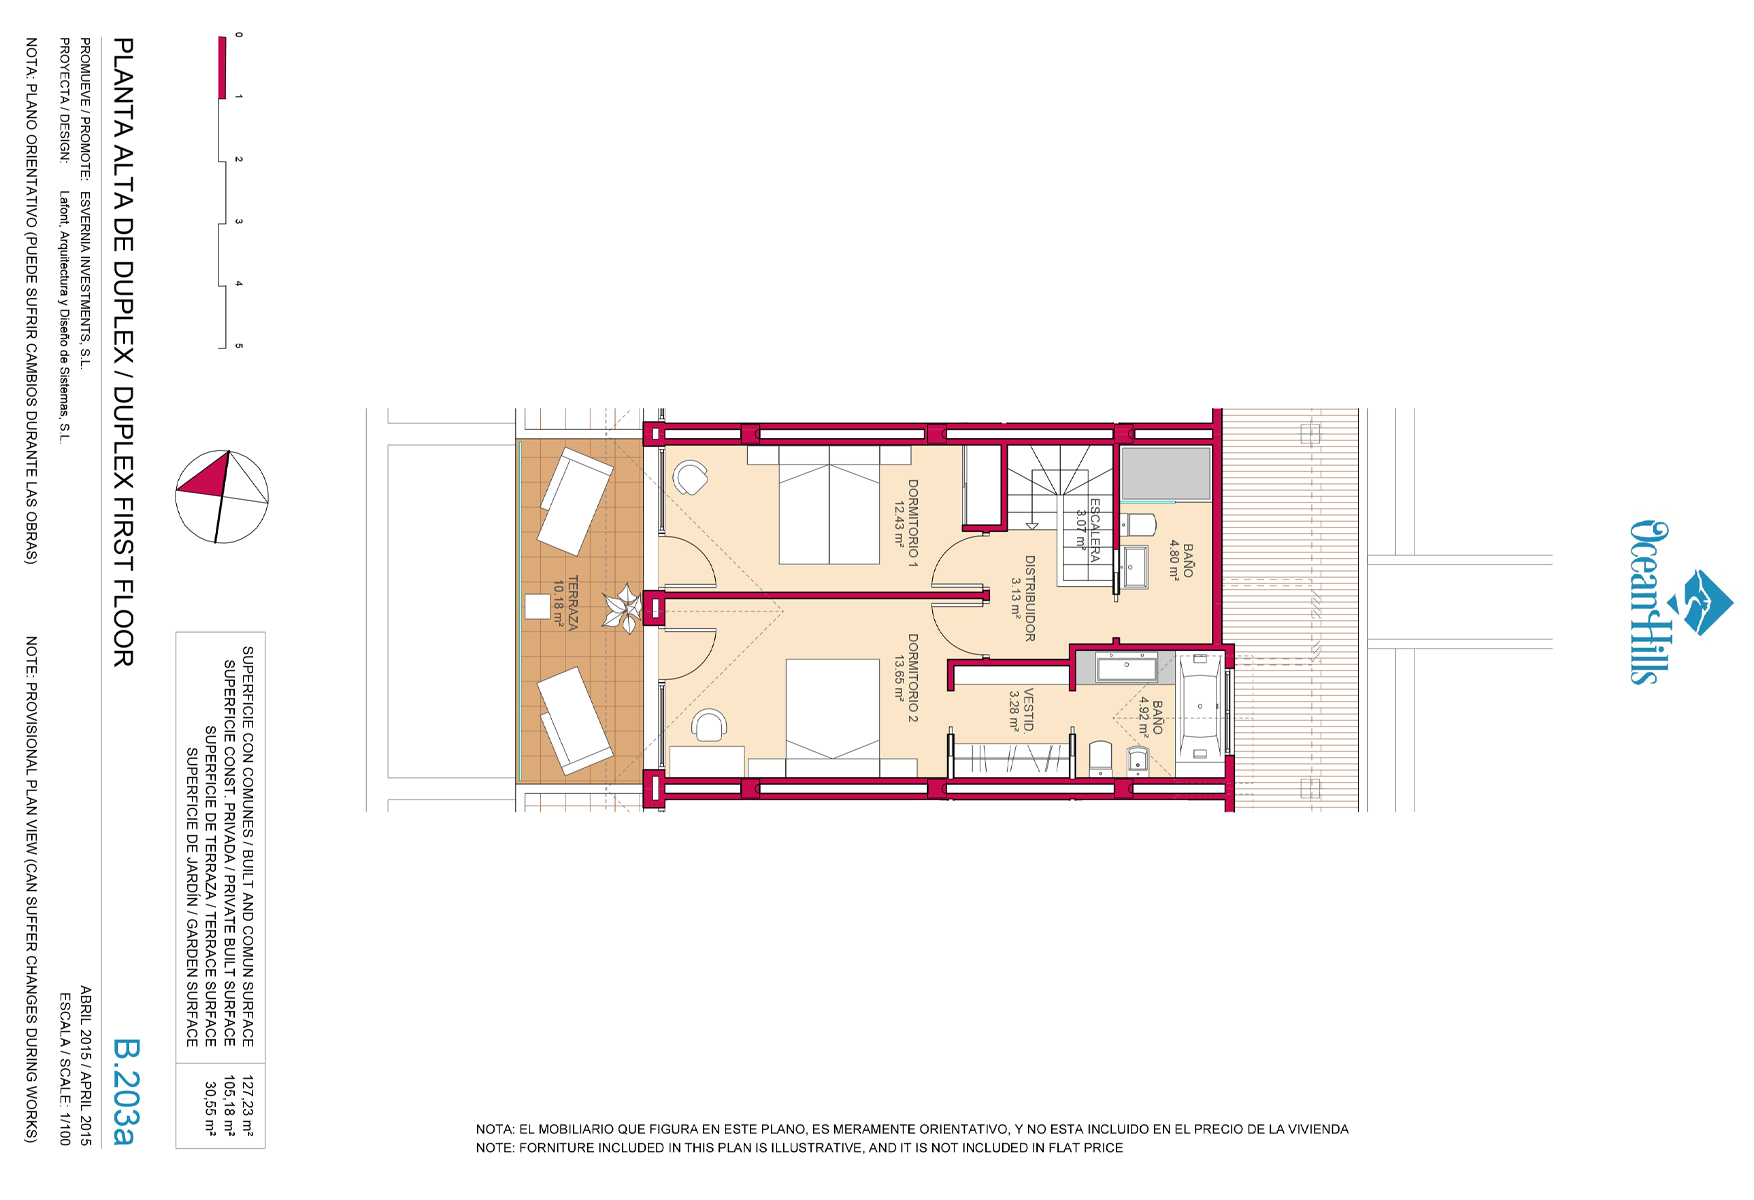 OceanHills
DORMITORIO 1
12.43 m²
ESCALERA
3.07 m²
BAÑO
4.80 m²
DISTRIBUIDOR
3.13 m²
TERRAZA
10.18 m²
DORMITORIO 2
13.65 m²
VESTID.
3.28 m²
BAÑO
4.92 m²
0
1
2
3
4
5
SUPERFICIE CON COMUNES / BUILT AND COMUN SURFACE 127,23 m²
SUPERFICIE CONST. PRIVADA / PRIVATE BUILT SURFACE 105,18 m²
SUPERFICIE DE TERRAZA / TERRACE SURFACE 30,55 m²
SUPERFICIE DE JARDÍN / GARDEN SURFACE
PLANTA ALTA DE DUPLEX / DUPLEX FIRST FLOOR B.203a
PROMUEVE / PROMOTE: ESVERNIA INVESTMENTS, S.L. ABRIL 2015 / APRIL 2015
PROYECTA / DESIGN: Lafont, Arquitectura y Diseño de Sistemas, S.L. ESCALA / SCALE: 1/100
NOTA: PLANO ORIENTATIVO (PUEDE SUFRIR CAMBIOS DURANTE LAS OBRAS) NOTE: PROVISIONAL PLAN VIEW (CAN SUFFER CHANGES DURING WORKS)
NOTA: EL MOBILIARIO QUE FIGURA EN ESTE PLANO, ES MERAMENTE ORIENTATIVO, Y NO ESTA INCLUIDO EN EL PRECIO DE LA VIVIENDA
NOTE: FORNITURE INCLUDED IN THIS PLAN IS ILLUSTRATIVE, AND IT IS NOT INCLUDED IN FLAT PRICE